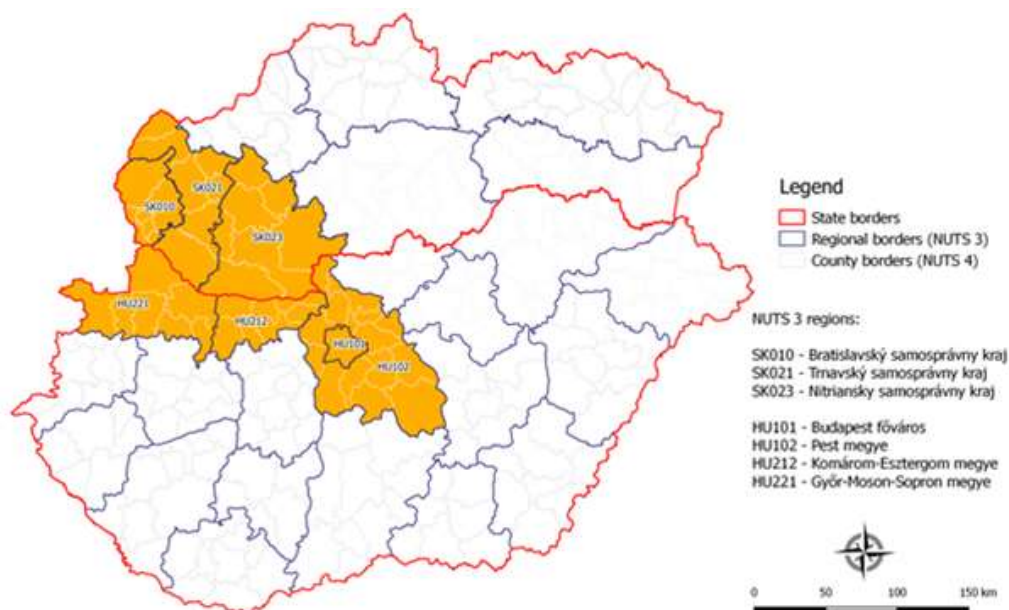 SK021
SK010
SK023
HU221
HU212
HU101
HU102
Legend
State borders
Regional borders (NUTS 3)
County borders (NUTS 4)
NUTS 3 regions:
SK010 - Bratislavský samosprávny kraj
SK021 - Trnavský samosprávny kraj
SK023 - Nitriansky samosprávny kraj
HU101 - Budapest főváros
HU102 - Pest megye
HU212 - Komárom-Esztergom megye
HU221 - Győr-Moson-Sopron megye
0 50 100 150 km